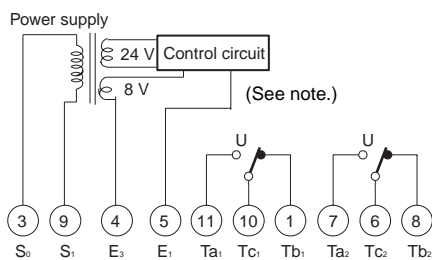 Power supply
24 V
Control circuit
8 V
(See note.)
U
U
3 9 4 5 11 10 1 7 6 8
S₀ S₁ E₃ E₁ Ta₁ Tc₁ Tb₁ Ta₂ Tc₂ Tb₂